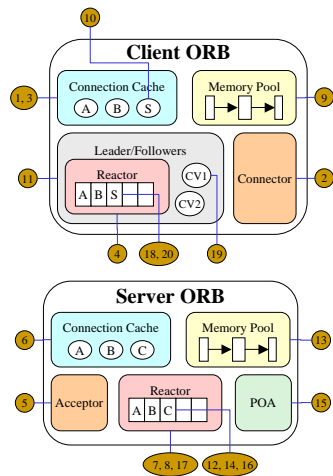 10
Client ORB
1, 3
Connection Cache
A B S
Memory Pool
9
Leader/Followers
11
Reactor
A B S
CV1
CV2
Connector
2
4
18, 20
19
Server ORB
6
Connection Cache
A B C
Memory Pool
13
5
Acceptor
Reactor
A B C
POA
15
7, 8, 17
12, 14, 16